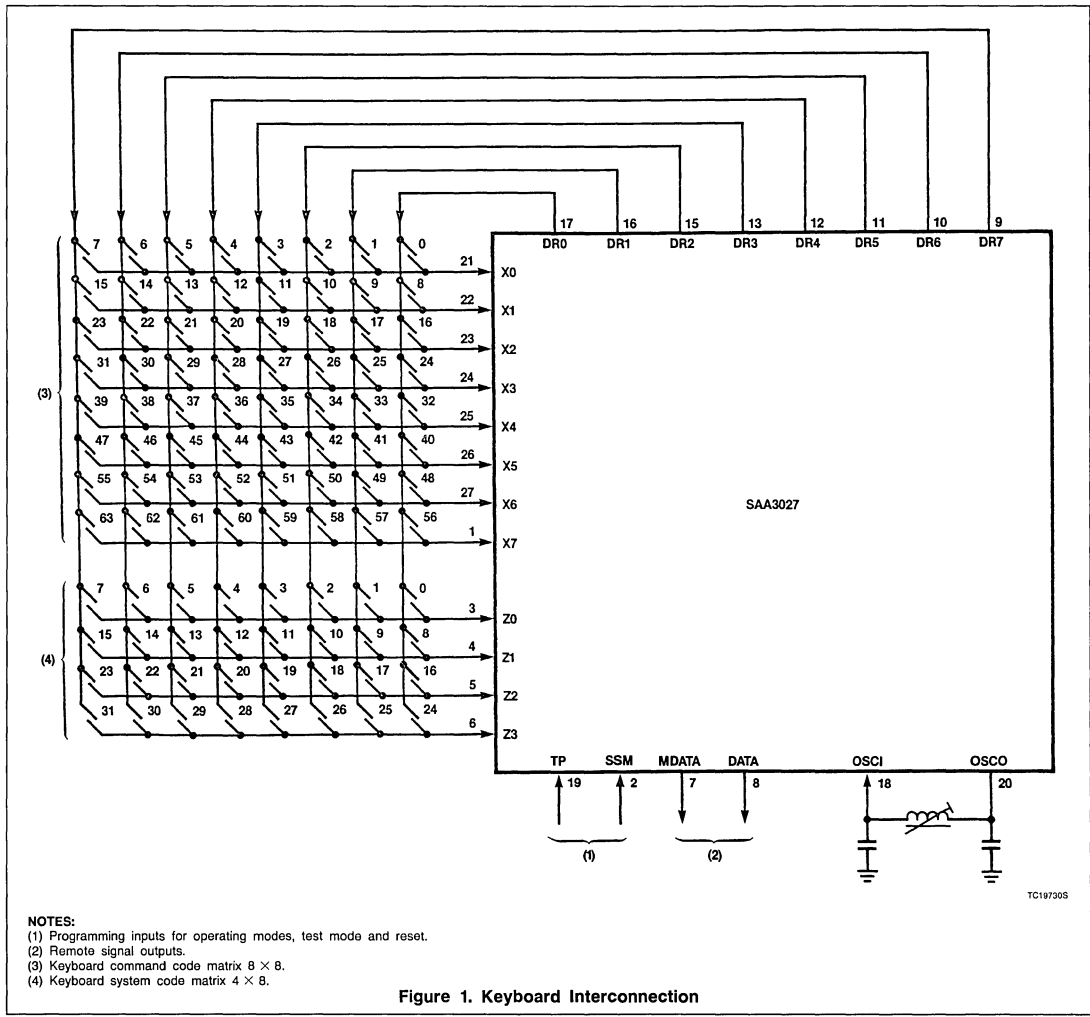 17 16 15 13 12 11 10 9
DR0 DR1 DR2 DR3 DR4 DR5 DR6 DR7
7 6 5 4 3 2 1 0
21 X0
15 14 13 12 11 10 9 8
22 X1
23 22 21 20 19 18 17 16
23 X2
31 30 29 28 27 26 25 24
24 X3
(3)
39 38 37 36 35 34 33 32
25 X4
47 46 45 44 43 42 41 40
26 X5
55 54 53 52 51 50 49 48
27 X6
SAA3027
63 62 61 60 59 58 57 56
1 X7
7 6 5 4 3 2 1 0
3 Z0
15 14 13 12 11 10 9 8
4 Z1
(4)
23 22 21 20 19 18 17 16
5 Z2
31 30 29 28 27 26 25 24
6 Z3
TP SSM MDATA DATA OSCI OSCO
19 2 7 8 18 20
(1) (2)
TC19730S
NOTES:
(1) Programming inputs for operating modes, test mode and reset.
(2) Remote signal outputs.
(3) Keyboard command code matrix 8 × 8.
(4) Keyboard system code matrix 4 × 8.
Figure 1. Keyboard Interconnection